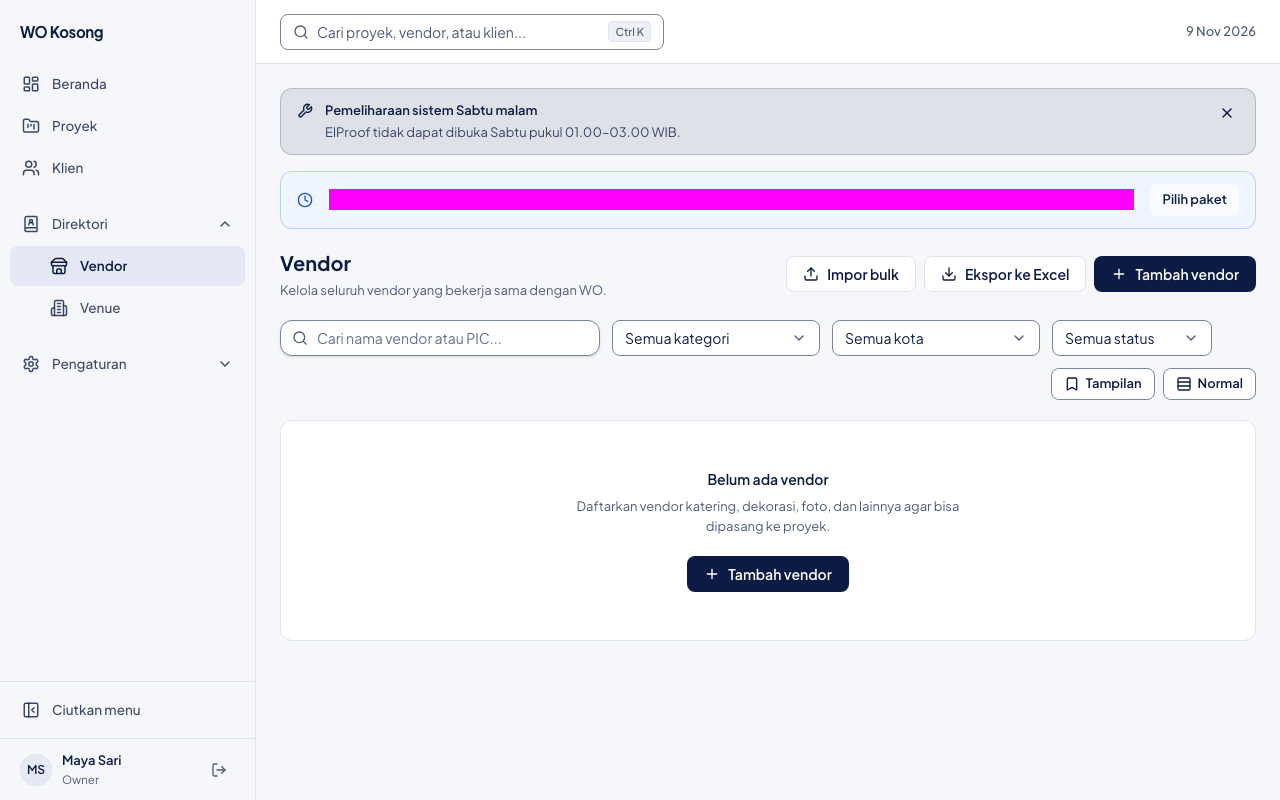 WO Kosong
Cari proyek, vendor, atau klien...
Ctrl K
9 Nov 2026
Beranda
Proyek
Klien
Direktori
Vendor
Venue
Pengaturan
Ciutkan menu
MS
Maya Sari
Owner
Pemeliharaan sistem Sabtu malam
ElProof tidak dapat dibuka Sabtu pukul 01.00–03.00 WIB.
Pilih paket
Vendor
Kelola seluruh vendor yang bekerja sama dengan WO.
Impor bulk
Ekspor ke Excel
Tambah vendor
Cari nama vendor atau PIC...
Semua kategori
Semua kota
Semua status
Tampilan
Normal
Belum ada vendor
Daftarkan vendor katering, dekorasi, foto, dan lainnya agar bisa
dipasang ke proyek.
Tambah vendor